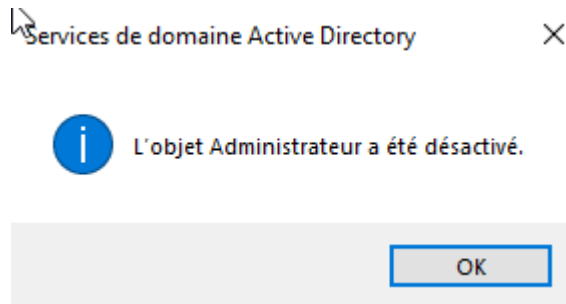 Services de domaine Active Directory
L'objet Administrateur a été désactivé.
OK